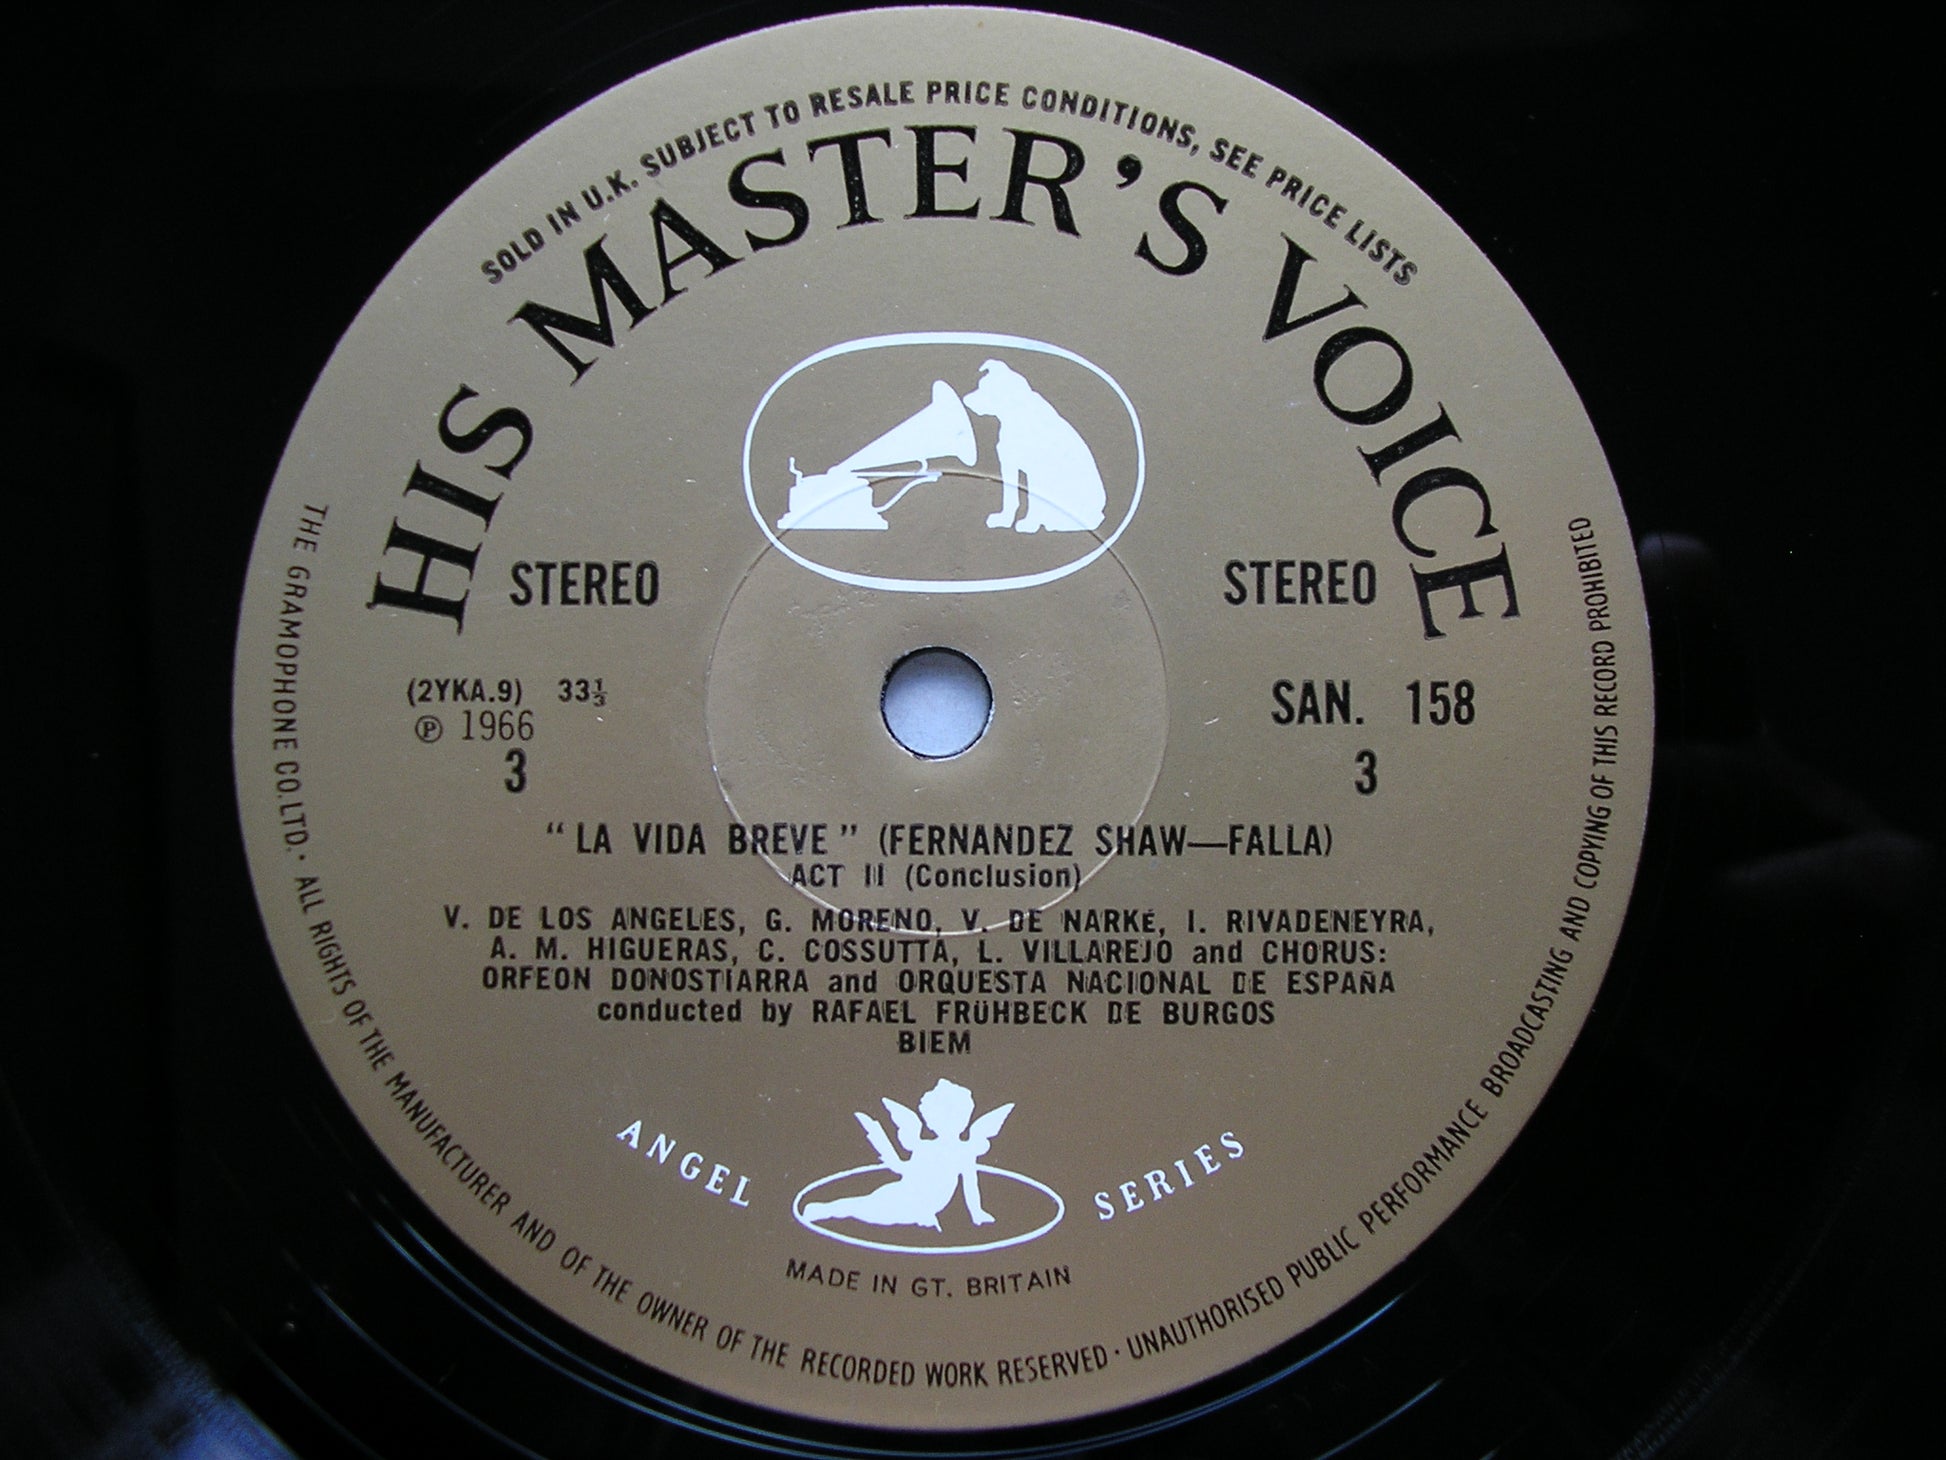 SOLD IN U.K. SUBJECT TO RESALE PRICE CONDITIONS, SEE PRICE LISTS
HIS MASTER'S VOICE
STEREO STEREO
(2YKA.9) 33⅓ SAN. 158
℗ 1966
3 3
" LA VIDA BREVE " (FERNANDEZ SHAW—FALLA)
ACT II (Conclusion)
V. DE LOS ANGELES, G. MORENO, V. DE NARKÉ, I. RIVADENEYRA,
A. M. HIGUERAS, C. COSSUTTA, L. VILLAREJO and CHORUS:
ORFEON DONOSTIARRA and ORQUESTA NACIONAL DE ESPAÑA
conducted by RAFAEL FRÜHBECK DE BURGOS
BIEM
ANGEL SERIES
MADE IN GT. BRITAIN
THE GRAMOPHONE CO.LTD. · ALL RIGHTS OF THE MANUFACTURER AND OF THE OWNER OF THE RECORDED WORK RESERVED · UNAUTHORISED PUBLIC PERFORMANCE BROADCASTING AND COPYING OF THIS RECORD PROHIBITED